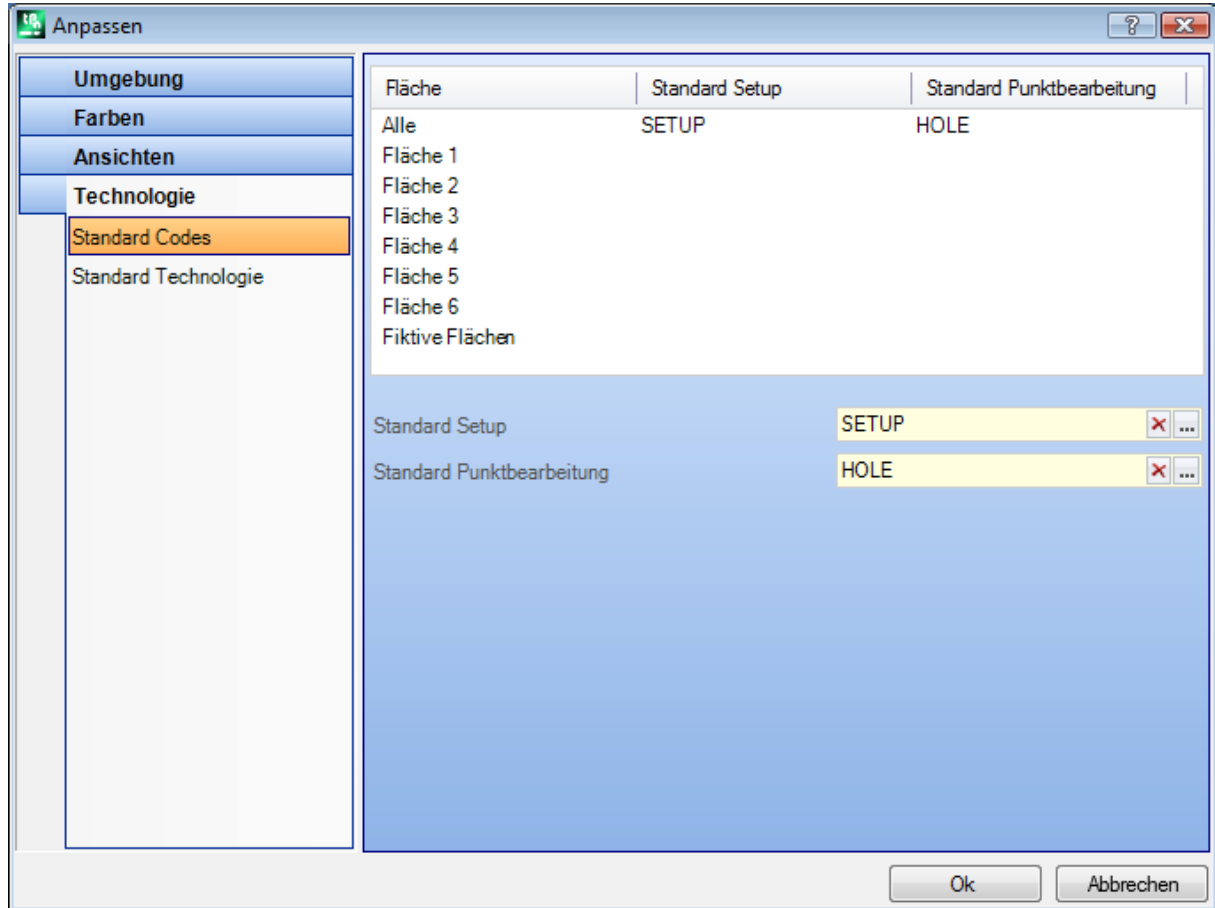 Anpassen
Umgebung
Farben
Ansichten
Technologie
Standard Codes
Standard Technologie
Fläche Standard Setup Standard Punktbearbeitung
Alle SETUP HOLE
Fläche 1
Fläche 2
Fläche 3
Fläche 4
Fläche 5
Fläche 6
Fiktive Flächen
Standard Setup SETUP ...
Standard Punktbearbeitung HOLE ...
Ok Abbrechen